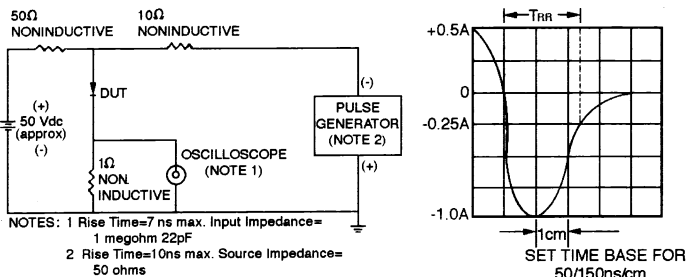 50Ω
NONINDUCTIVE
10Ω
NONINDUCTIVE
DUT
(+)
50 Vdc
(approx)
(-)
1Ω
NON.
INDUCTIVE
OSCILLOSCOPE
(NOTE 1)
(-)
PULSE
GENERATOR
(NOTE 2)
(+)
NOTES: 1 Rise Time=7 ns max. Input Impedance=
1 megohm 22pF
2 Rise Time=10ns max. Source Impedance=
50 ohms
TRR
+0.5A
0
-0.25A
-1.0A
1cm
SET TIME BASE FOR
50/150ns/cm